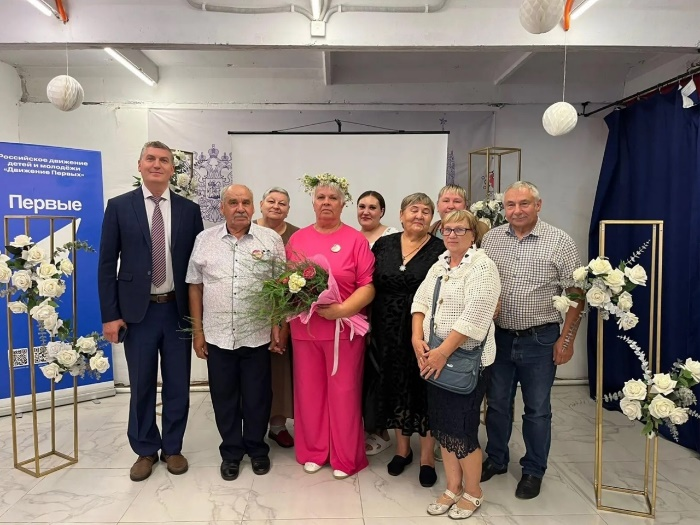 Российское движение
детей и молодёжи
«Движение Первых»
Первые